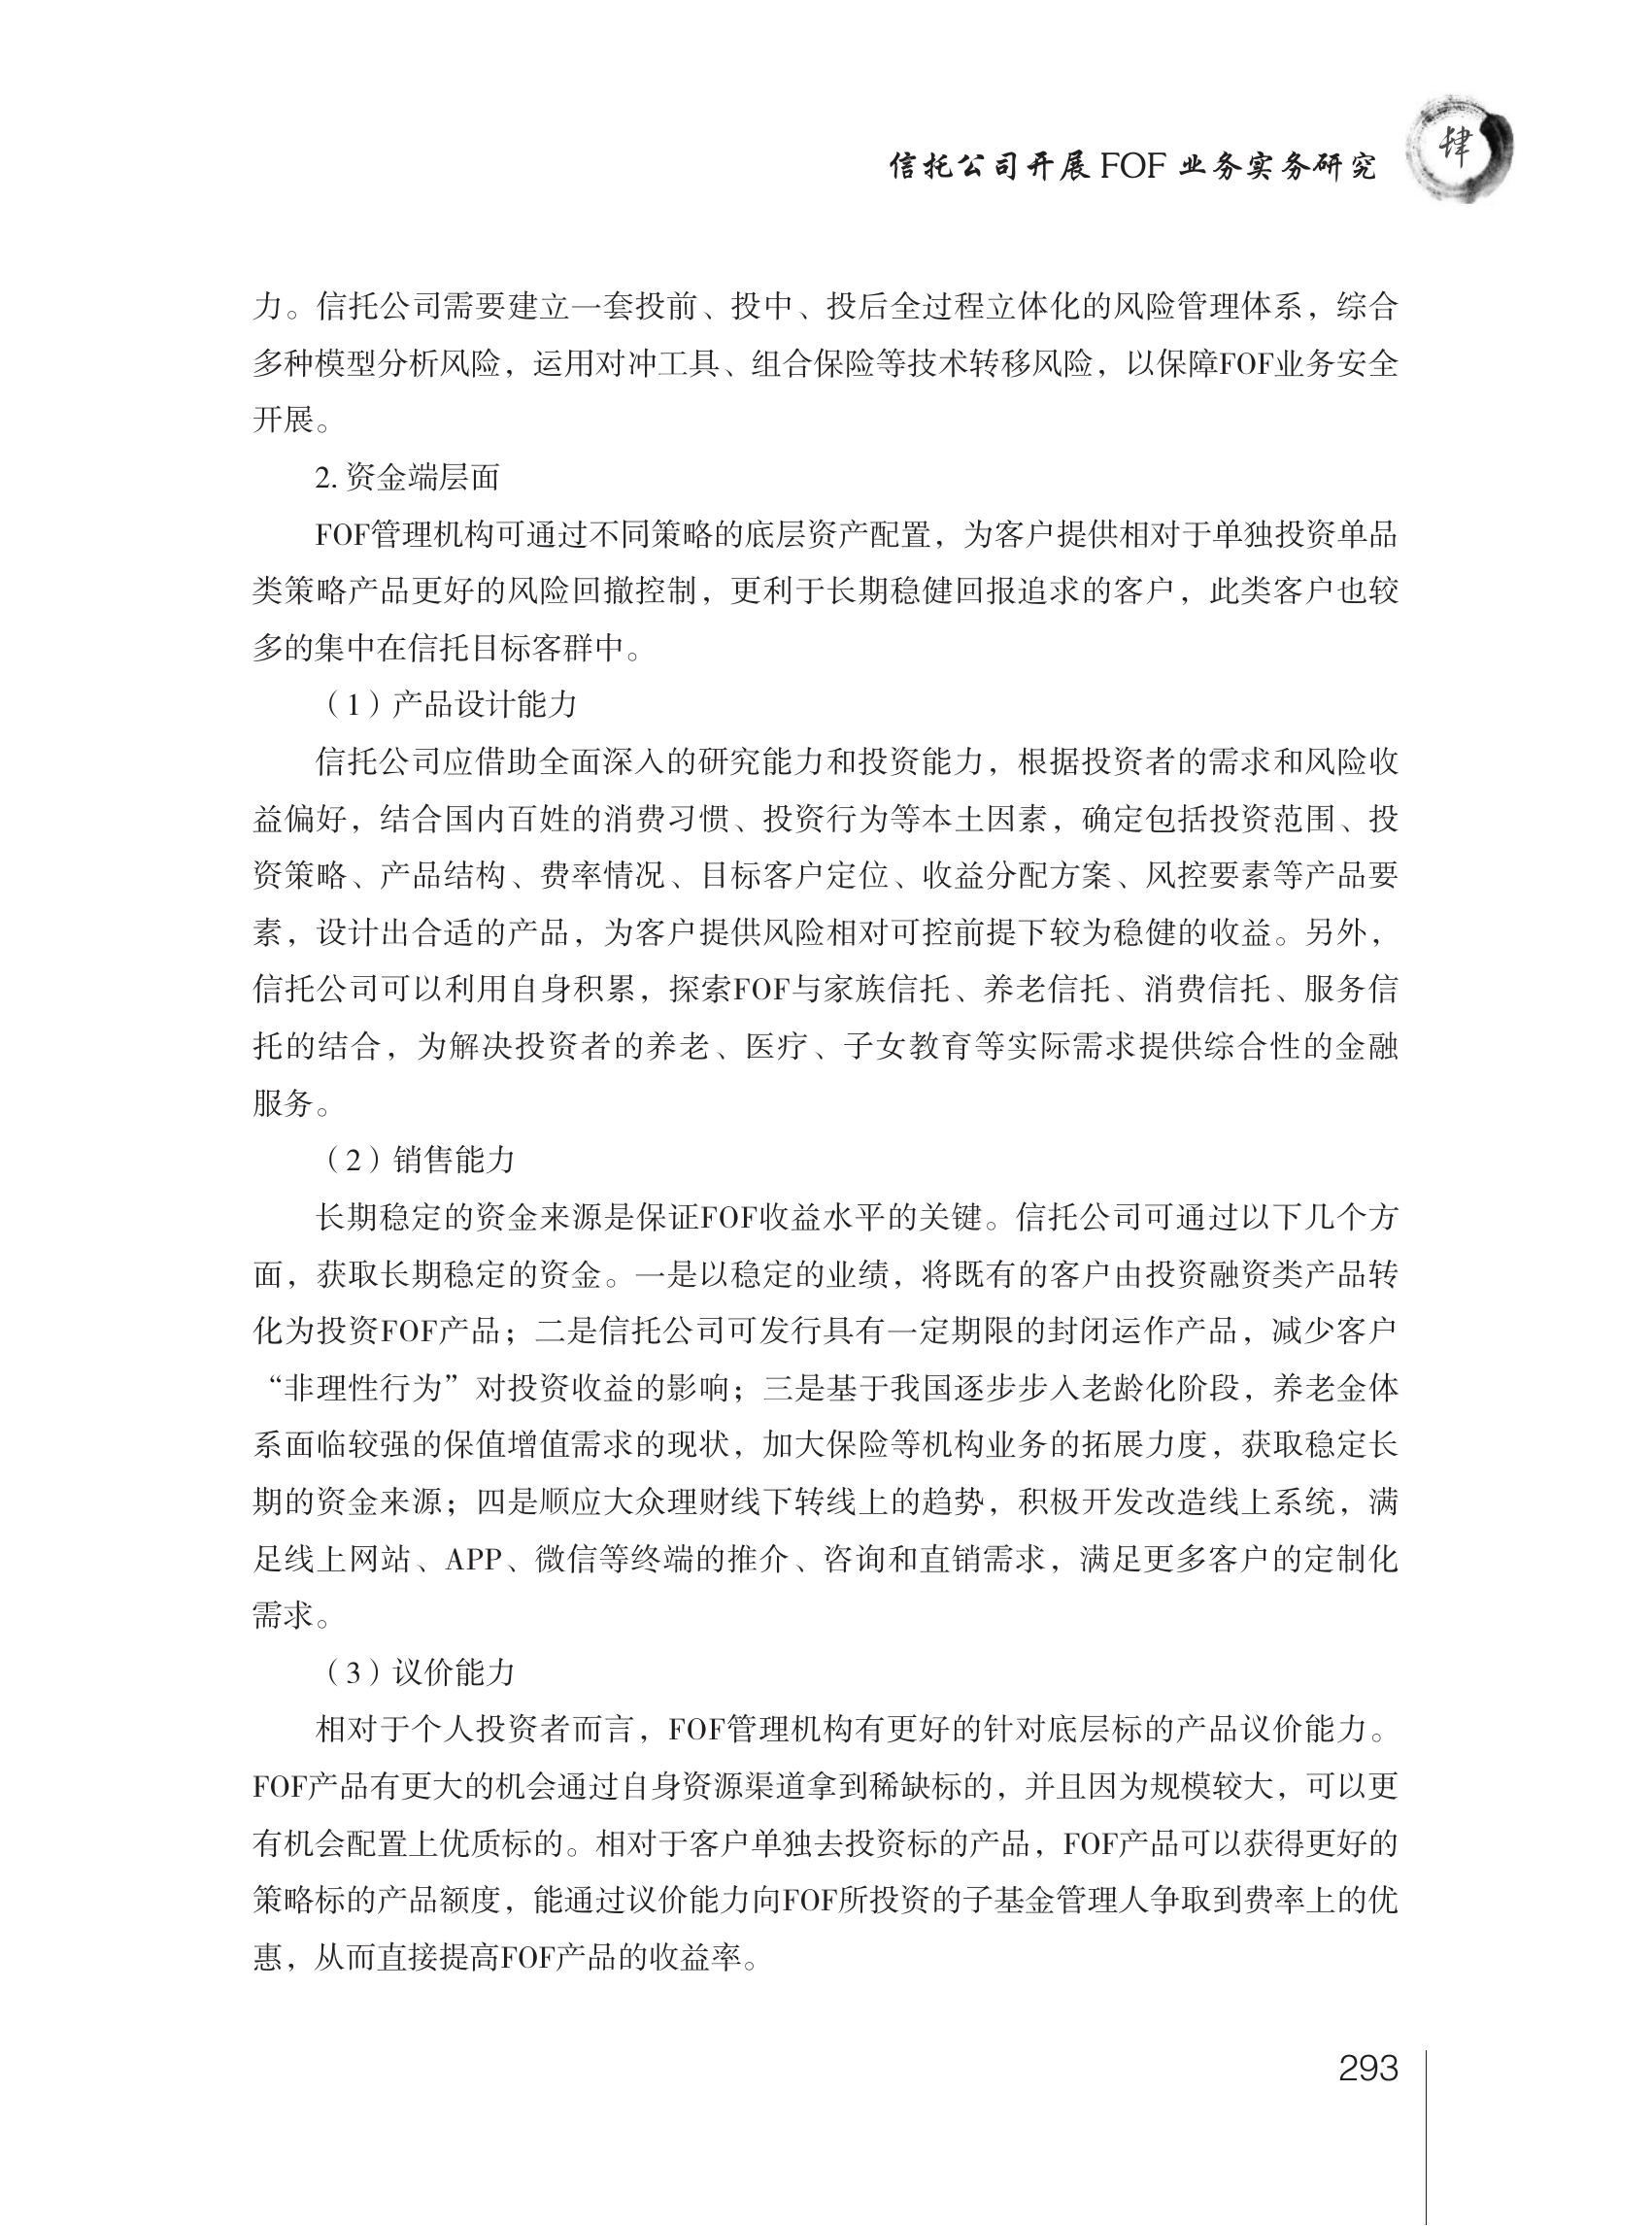 信托公司开展 FOF 业务实务研究
肆
力。信托公司需要建立一套投前、投中、投后全过程立体化的风险管理体系，综合
多种模型分析风险，运用对冲工具、组合保险等技术转移风险，以保障FOF业务安全
开展。
2. 资金端层面
FOF管理机构可通过不同策略的底层资产配置，为客户提供相对于单独投资单品
类策略产品更好的风险回撤控制，更利于长期稳健回报追求的客户，此类客户也较
多的集中在信托目标客群中。
（1）产品设计能力
信托公司应借助全面深入的研究能力和投资能力，根据投资者的需求和风险收
益偏好，结合国内百姓的消费习惯、投资行为等本土因素，确定包括投资范围、投
资策略、产品结构、费率情况、目标客户定位、收益分配方案、风控要素等产品要
素，设计出合适的产品，为客户提供风险相对可控前提下较为稳健的收益。另外，
信托公司可以利用自身积累，探索FOF与家族信托、养老信托、消费信托、服务信
托的结合，为解决投资者的养老、医疗、子女教育等实际需求提供综合性的金融
服务。
（2）销售能力
长期稳定的资金来源是保证FOF收益水平的关键。信托公司可通过以下几个方
面，获取长期稳定的资金。一是以稳定的业绩，将既有的客户由投资融资类产品转
化为投资FOF产品；二是信托公司可发行具有一定期限的封闭运作产品，减少客户
“非理性行为”对投资收益的影响；三是基于我国逐步步入老龄化阶段，养老金体
系面临较强的保值增值需求的现状，加大保险等机构业务的拓展力度，获取稳定长
期的资金来源；四是顺应大众理财线下转线上的趋势，积极开发改造线上系统，满
足线上网站、APP、微信等终端的推介、咨询和直销需求，满足更多客户的定制化
需求。
（3）议价能力
相对于个人投资者而言，FOF管理机构有更好的针对底层标的产品议价能力。
FOF产品有更大的机会通过自身资源渠道拿到稀缺标的，并且因为规模较大，可以更
有机会配置上优质标的。相对于客户单独去投资标的产品，FOF产品可以获得更好的
策略标的产品额度，能通过议价能力向FOF所投资的子基金管理人争取到费率上的优
惠，从而直接提高FOF产品的收益率。
293